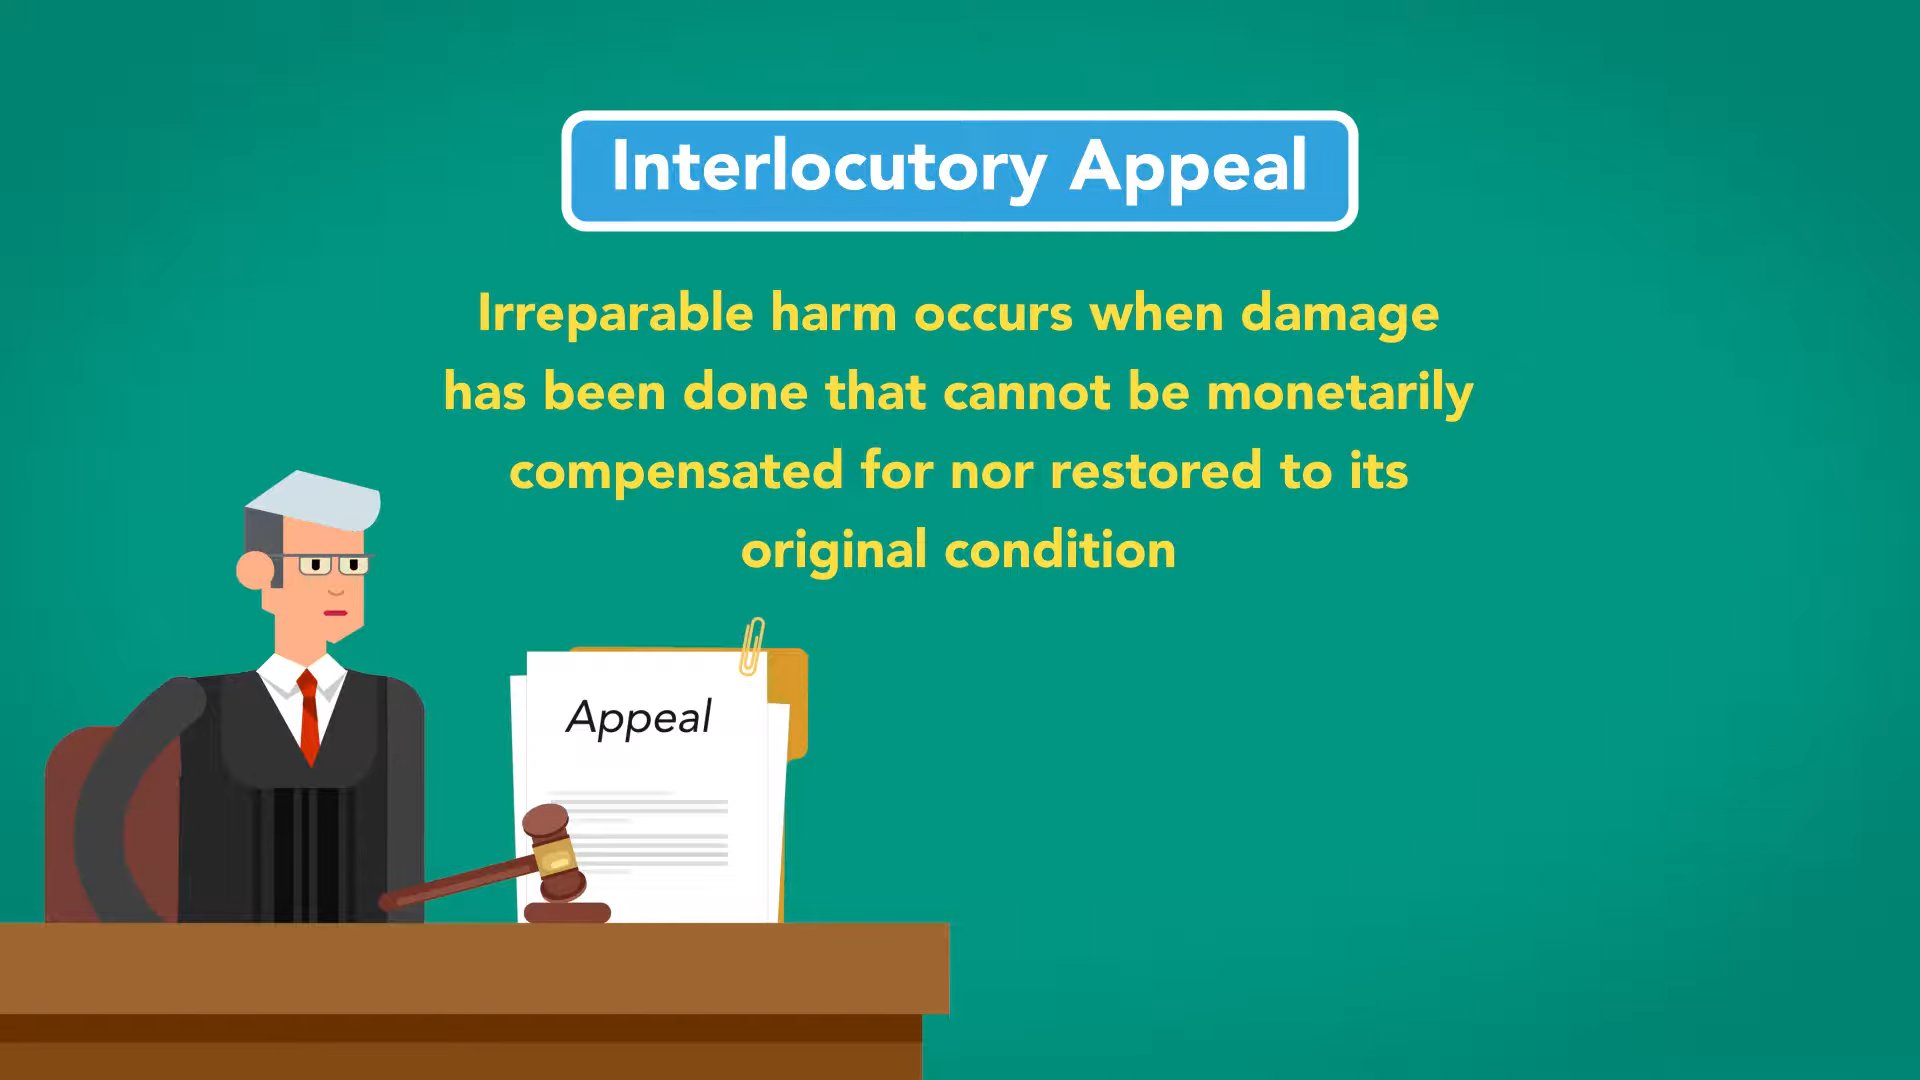 Interlocutory Appeal
Irreparable harm occurs when damage
has been done that cannot be monetarily
compensated for nor restored to its
original condition
Appeal